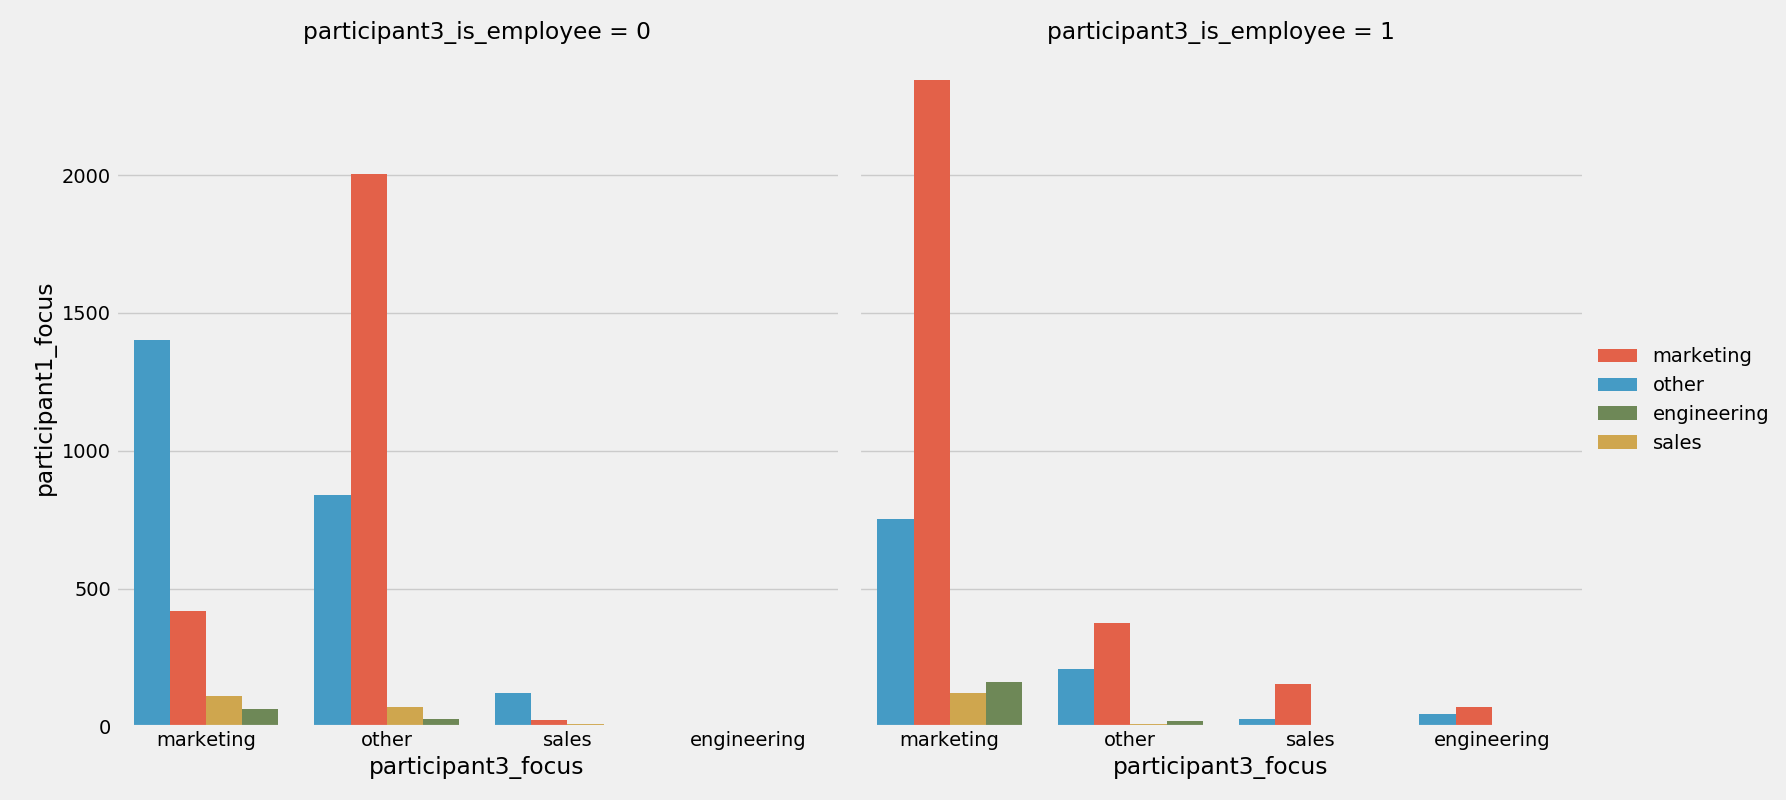 participant3_is_employee = 0
participant3_is_employee = 1
participant1_focus
2000
1500
1000
500
0
marketing other sales engineering
marketing other sales engineering
participant3_focus
participant3_focus
marketing
other
engineering
sales